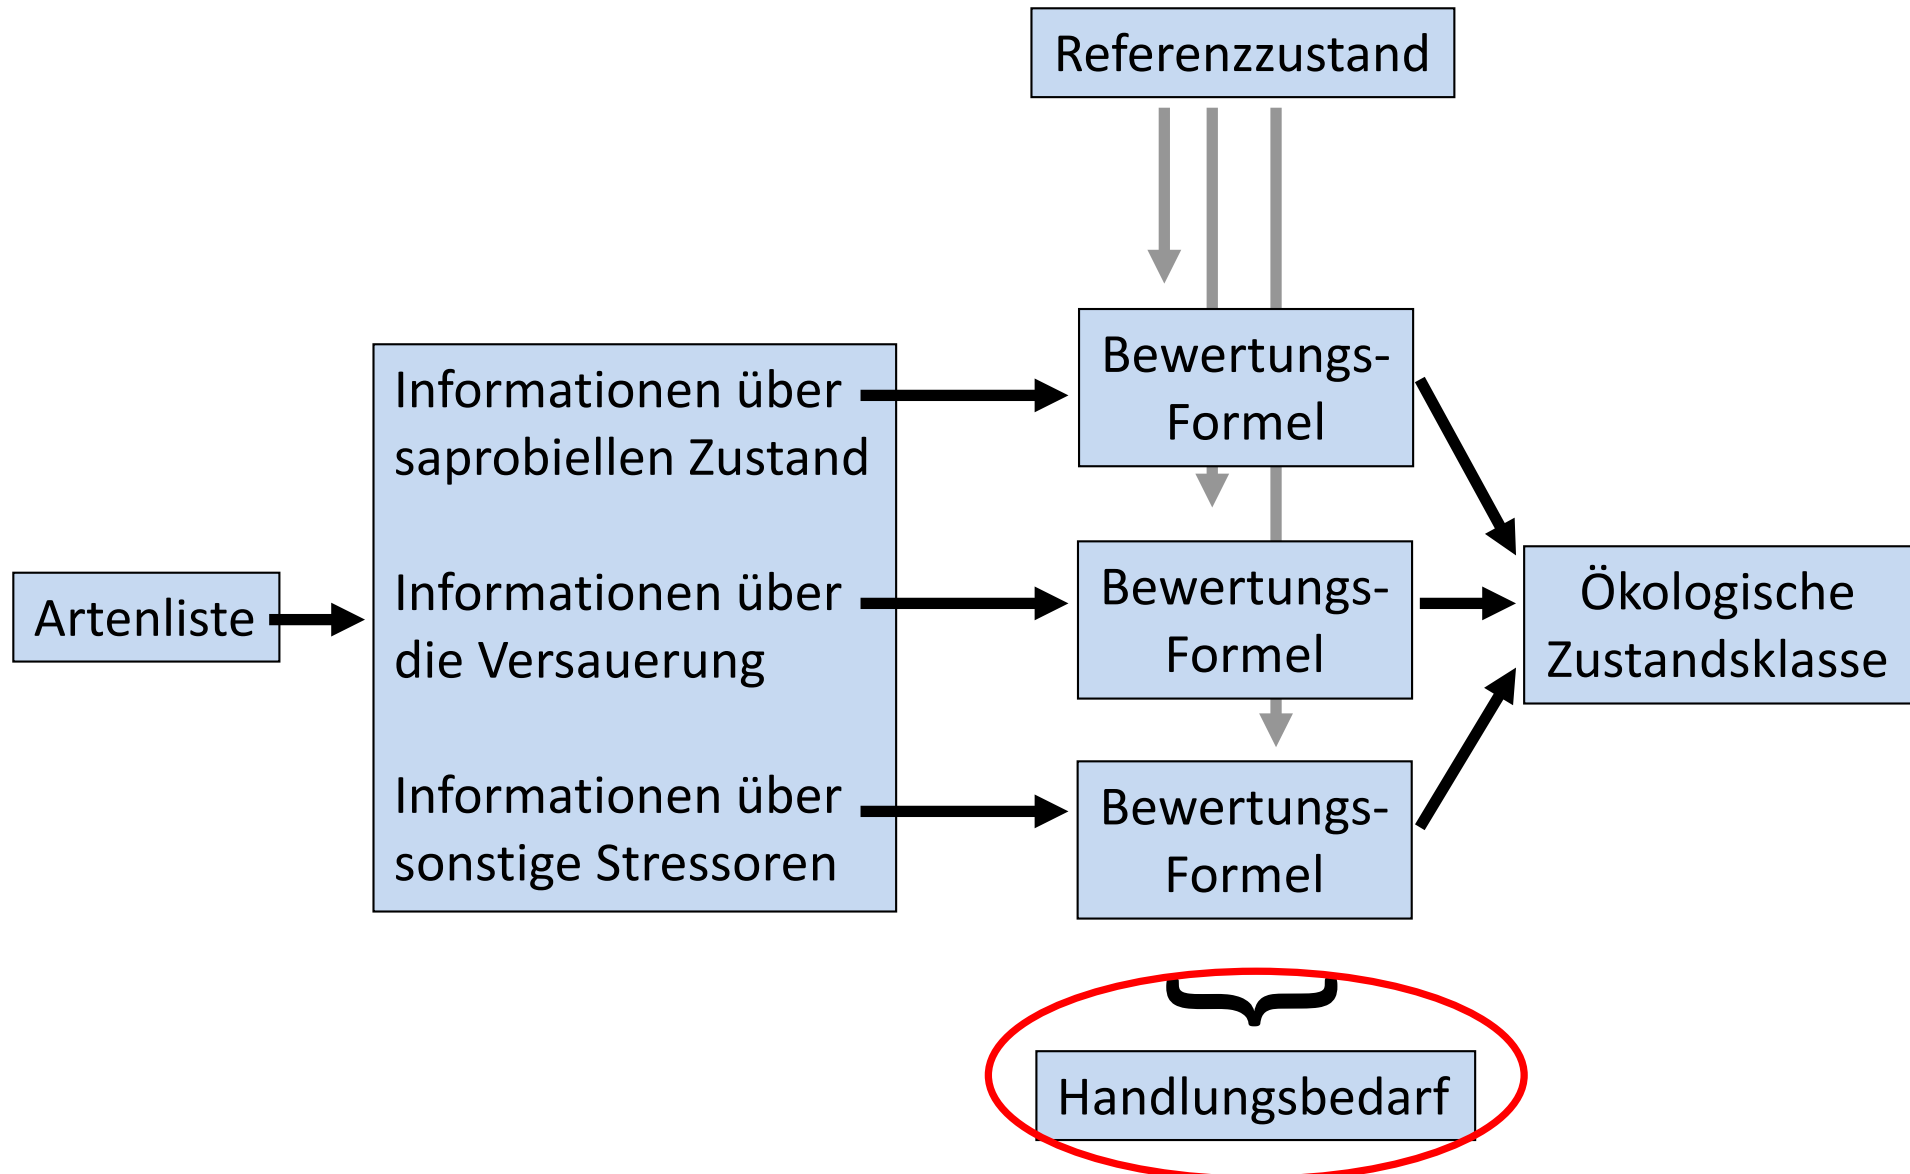 Referenzzustand
Artenliste
Informationen über
saprobiellen Zustand
Informationen über
die Versauerung
Informationen über
sonstige Stressoren
Bewertungs-
Formel
Bewertungs-
Formel
Bewertungs-
Formel
Ökologische
Zustandsklasse
Handlungsbedarf